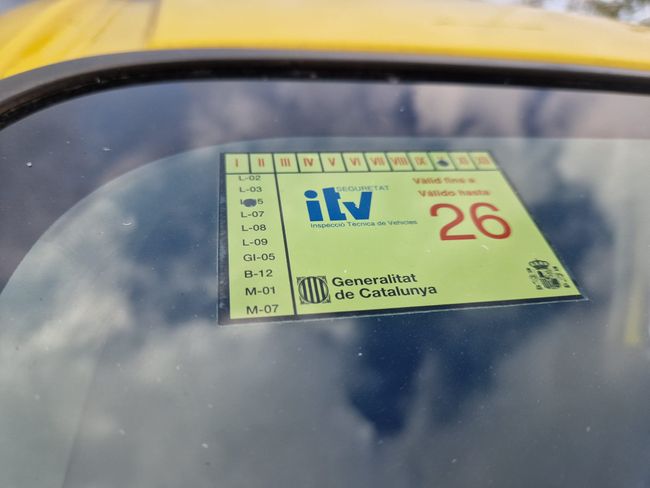 I II III IV V VI VII VIII IX XI XII
L-02
L-03
L-07
L-08
L-09
GI-05
B-12
M-01
M-07
SEGURETAT
itv
Inspecció Tècnica de Vehicles
Vàlid fins a
Válido hasta
26
Generalitat
de Catalunya